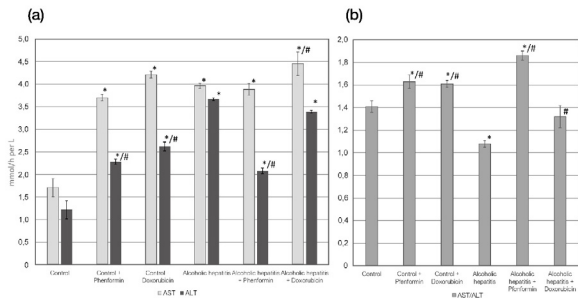 (a)
5,0
4,5
4,0
3,5
3,0
2,5
2,0
1,5
1,0
0,5
0,0
mmol/h per L
*
*/#
*
*/#
*
*
*
*/#
*/#
*
Control
Control +
Phenformin
Control
Doxorubicin
Alcoholic hepatitis
Alcoholic hepatitis
+ Phenformin
Alcoholic hepatitis
+ Doxorubicin
AST
ALT
(b)
2,0
1,8
1,6
1,4
1,2
1,0
0,8
0,6
0,4
0,2
0
*/#
*/#
*
*/#
#
Control
Control +
Phenformin
Control +
Doxorubicin
Alcoholic
hepatitis
Alcoholic
hepatitis +
Phenformin
Alcoholic
hepatitis +
Doxorubicin
AST/ALT